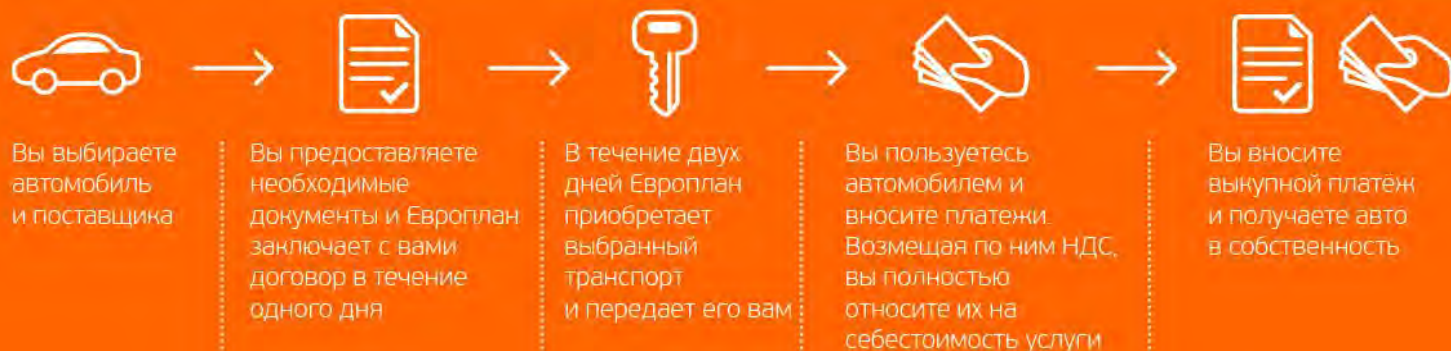 Вы выбираете
автомобиль
и поставщика
Вы предоставляете
необходимые
документы и Европлан
заключает с вами
договор в течение
одного дня
В течение двух
дней Европлан
приобретает
выбранный
транспорт
и передает его вам
Вы пользуетесь
автомобилем и
вносите платежи.
Возмещая по ним НДС,
вы полностью
относите их на
себестоимость услуги
Вы вносите
выкупной платёж
и получаете авто
в собственность